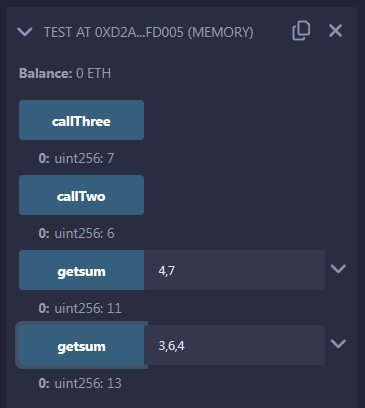 TEST AT 0XD2A...FD005 (MEMORY)
Balance: 0 ETH
callThree
0: uint256: 7
callTwo
0: uint256: 6
getsum 4,7
0: uint256: 11
getsum 3,6,4
0: uint256: 13